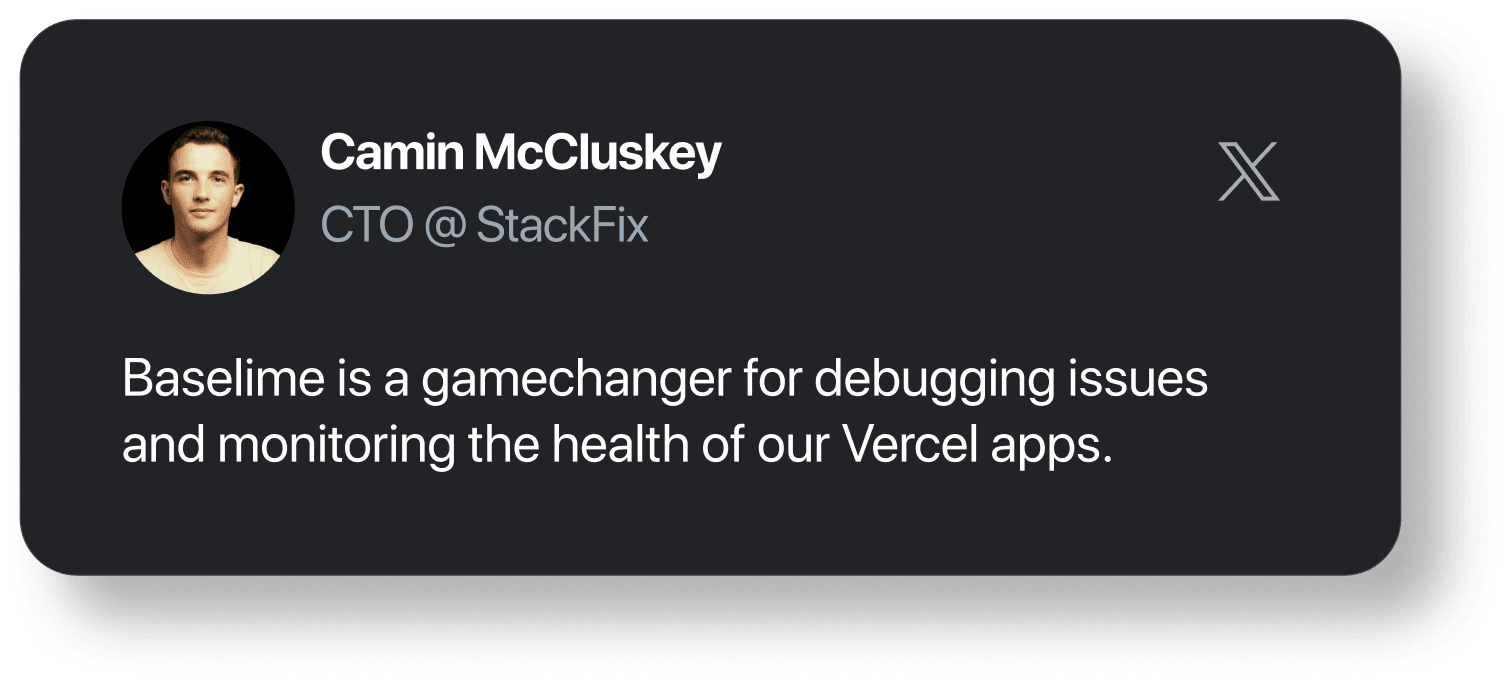 Camin McCluskey
CTO @ StackFix
Baselime is a gamechanger for debugging issues
and monitoring the health of our Vercel apps.